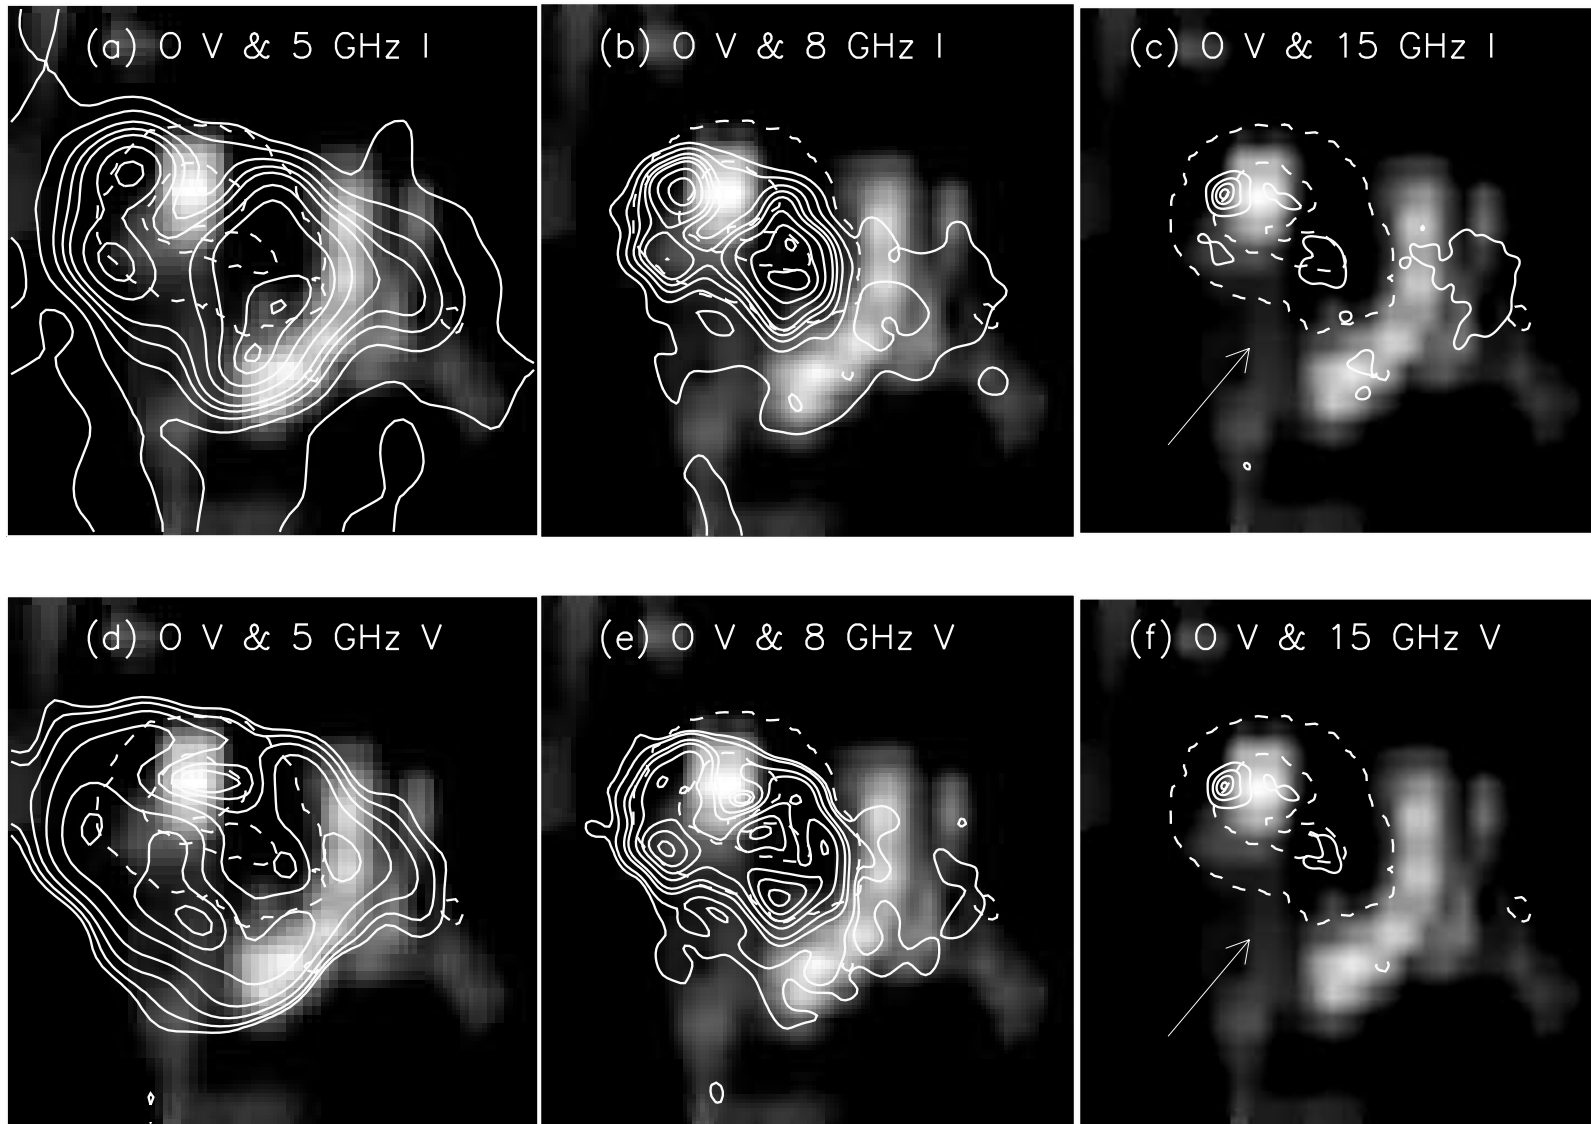 (a) O V & 5 GHz I
(b) O V & 8 GHz I
(c) O V & 15 GHz I
(d) O V & 5 GHz V
(e) O V & 8 GHz V
(f) O V & 15 GHz V